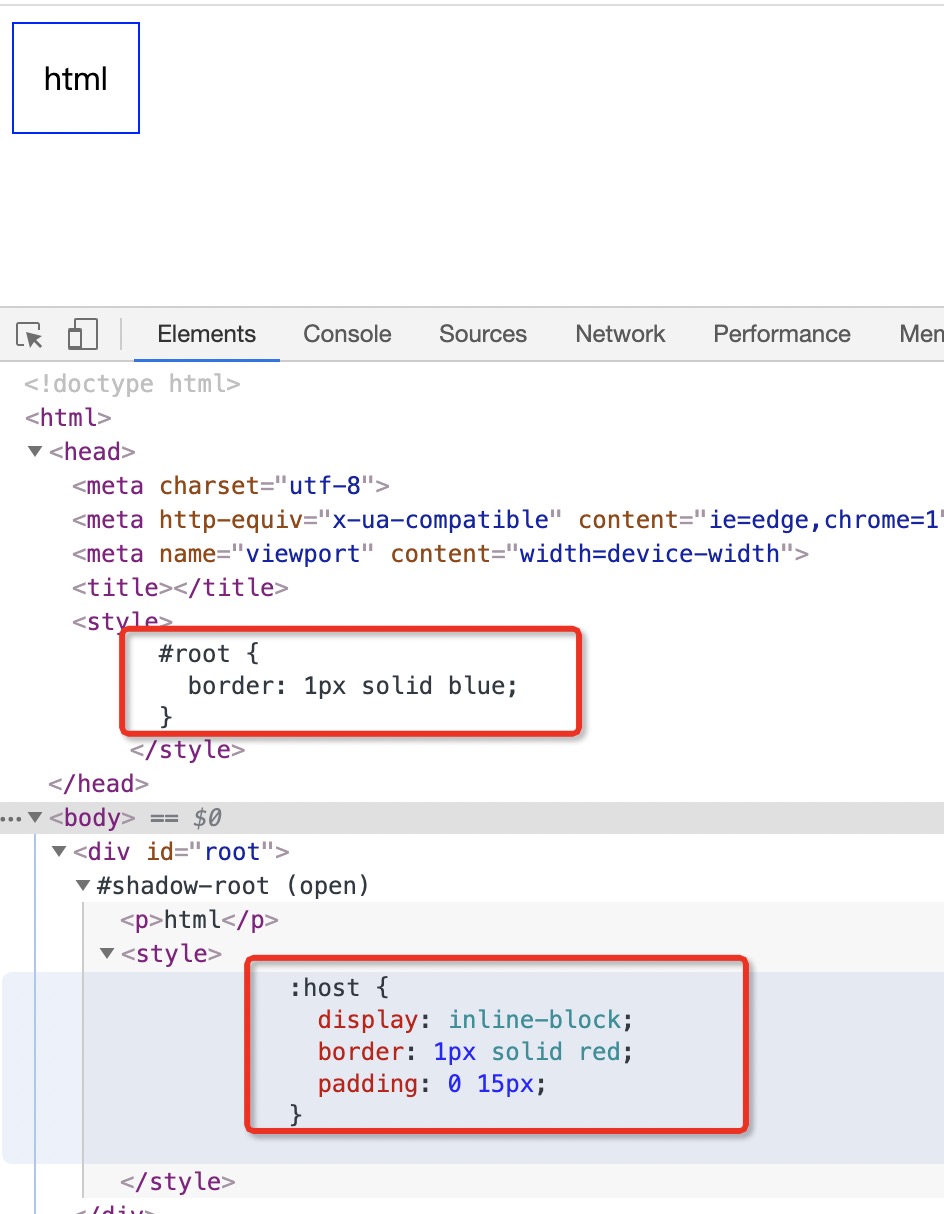 html
Elements Console Sources Network Performance Mem
<!doctype html>
<html>
<head>
<meta charset="utf-8">
<meta http-equiv="x-ua-compatible" content="ie=edge,chrome=1"
<meta name="viewport" content="width=device-width">
<title></title>
<style>
#root {
border: 1px solid blue;
}
</style>
</head>
<body> == $0
<div id="root">
#shadow-root (open)
<p>html</p>
<style>
:host {
display: inline-block;
border: 1px solid red;
padding: 0 15px;
}
</style>
</div>